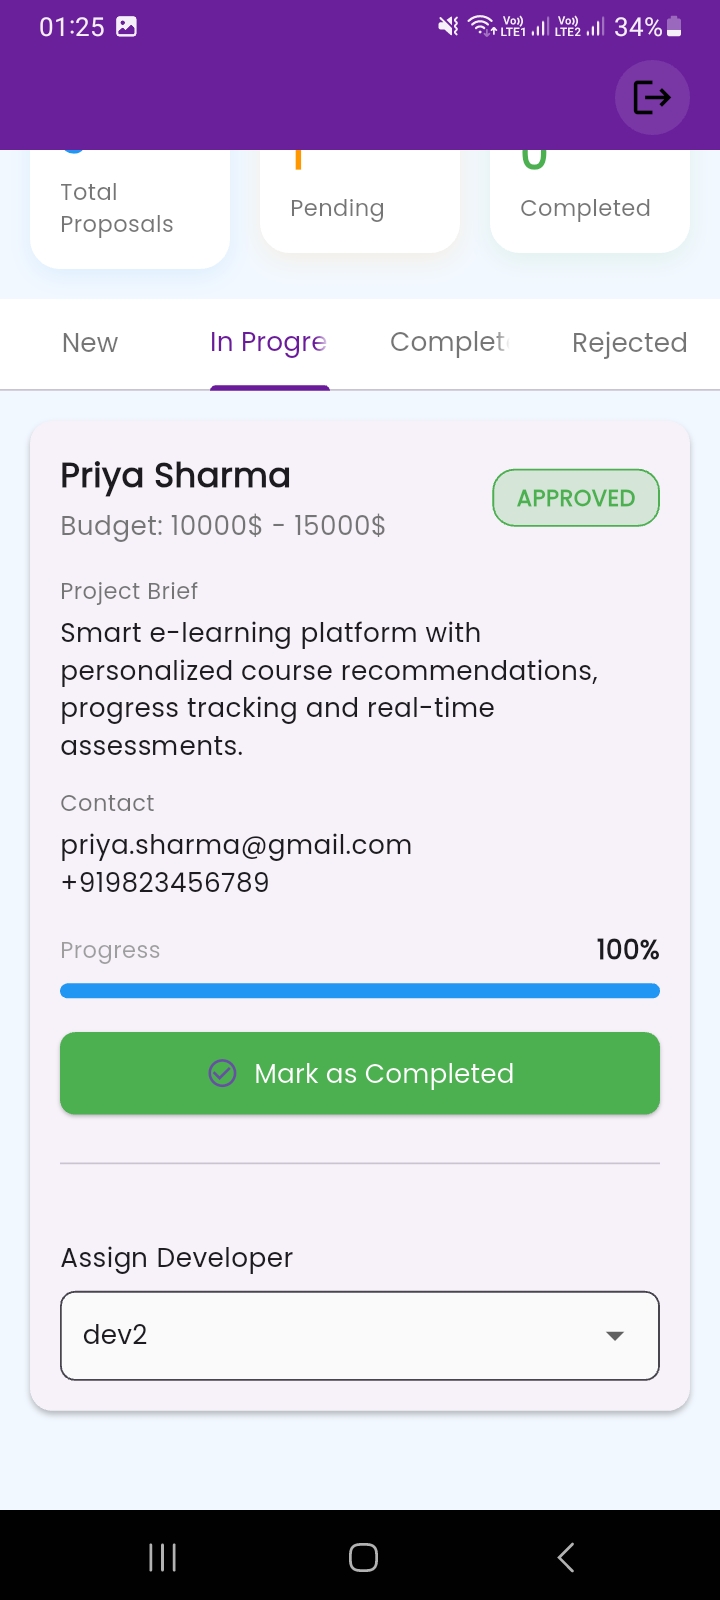 01:25 Vo)) LTE1 Vo)) LTE2 34%
Total
Proposals
Pending
0
Completed
New In Progre Complet Rejected
Priya Sharma
APPROVED
Budget: 10000$ - 15000$
Project Brief
Smart e-learning platform with
personalized course recommendations,
progress tracking and real-time
assessments.
Contact
priya.sharma@gmail.com
+919823456789
Progress 100%
Mark as Completed
Assign Developer
dev2